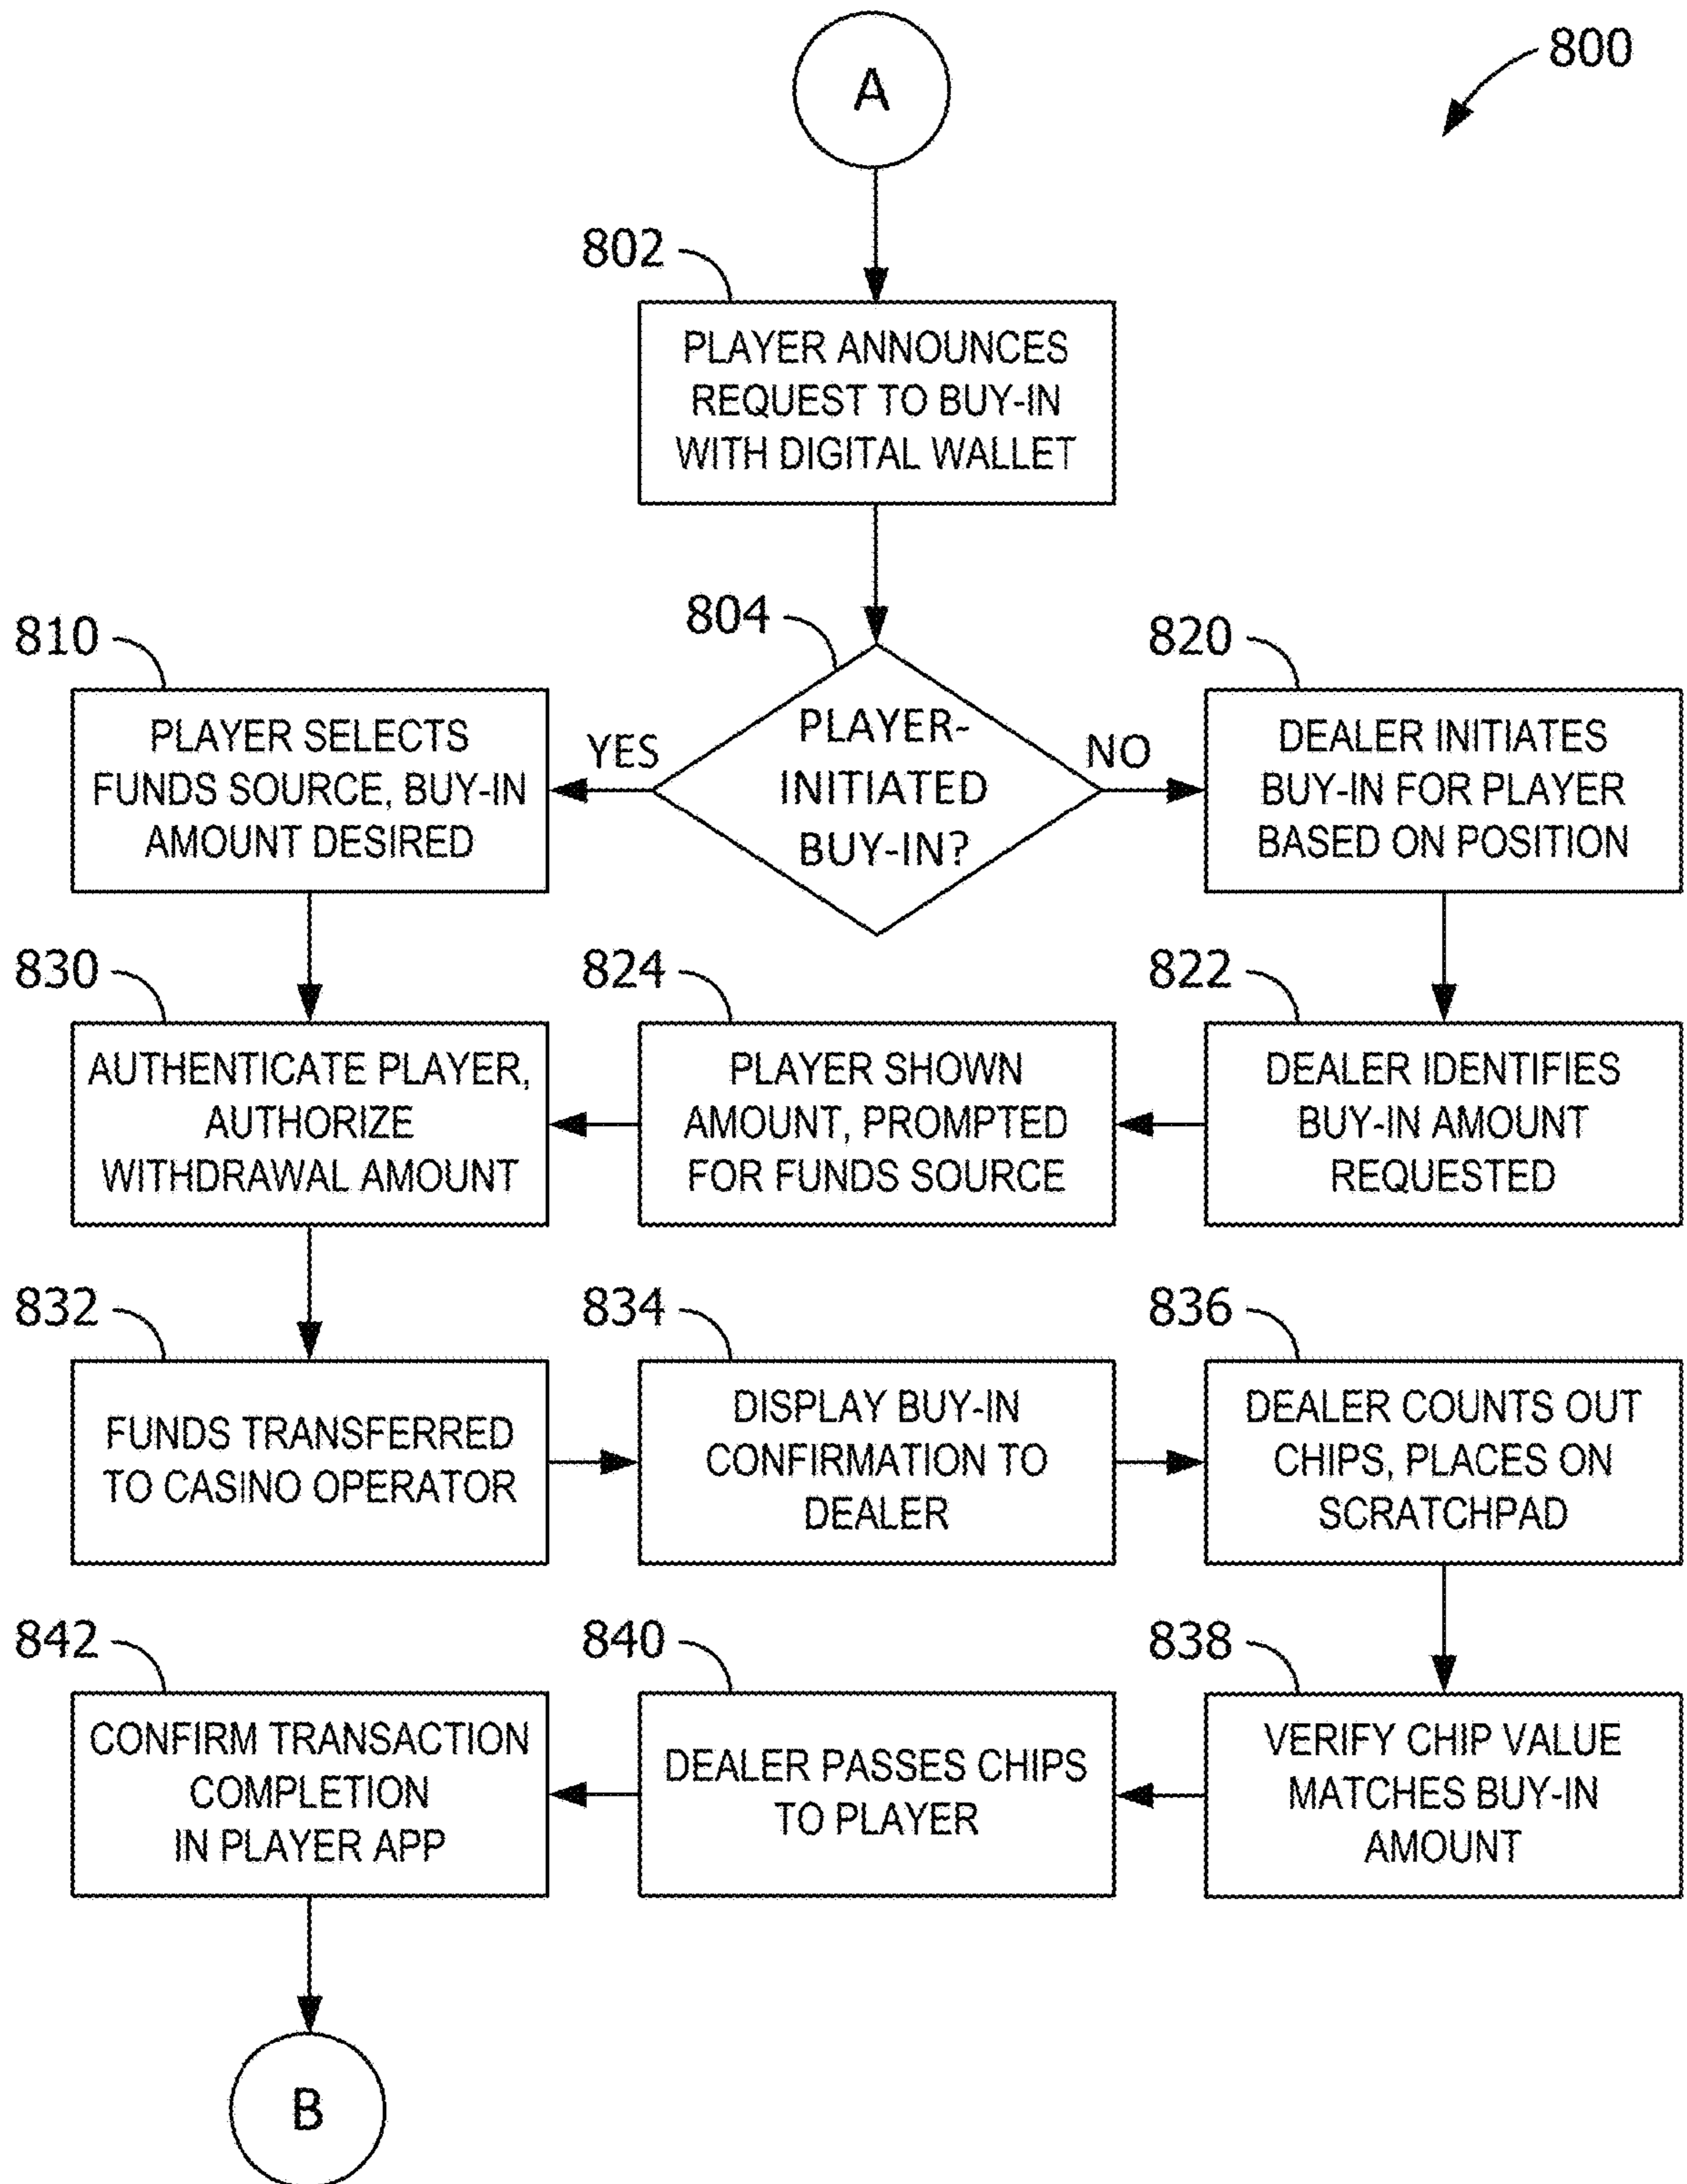 A
800
802
PLAYER ANNOUNCES
REQUEST TO BUY-IN
WITH DIGITAL WALLET
804
PLAYER-
INITIATED
BUY-IN?
YES
NO
810
PLAYER SELECTS
FUNDS SOURCE, BUY-IN
AMOUNT DESIRED
820
DEALER INITIATES
BUY-IN FOR PLAYER
BASED ON POSITION
830
AUTHENTICATE PLAYER,
AUTHORIZE
WITHDRAWAL AMOUNT
824
PLAYER SHOWN
AMOUNT, PROMPTED
FOR FUNDS SOURCE
822
DEALER IDENTIFIES
BUY-IN AMOUNT
REQUESTED
832
FUNDS TRANSFERRED
TO CASINO OPERATOR
834
DISPLAY BUY-IN
CONFIRMATION TO
DEALER
836
DEALER COUNTS OUT
CHIPS, PLACES ON
SCRATCHPAD
842
CONFIRM TRANSACTION
COMPLETION
IN PLAYER APP
840
DEALER PASSES CHIPS
TO PLAYER
838
VERIFY CHIP VALUE
MATCHES BUY-IN
AMOUNT
B